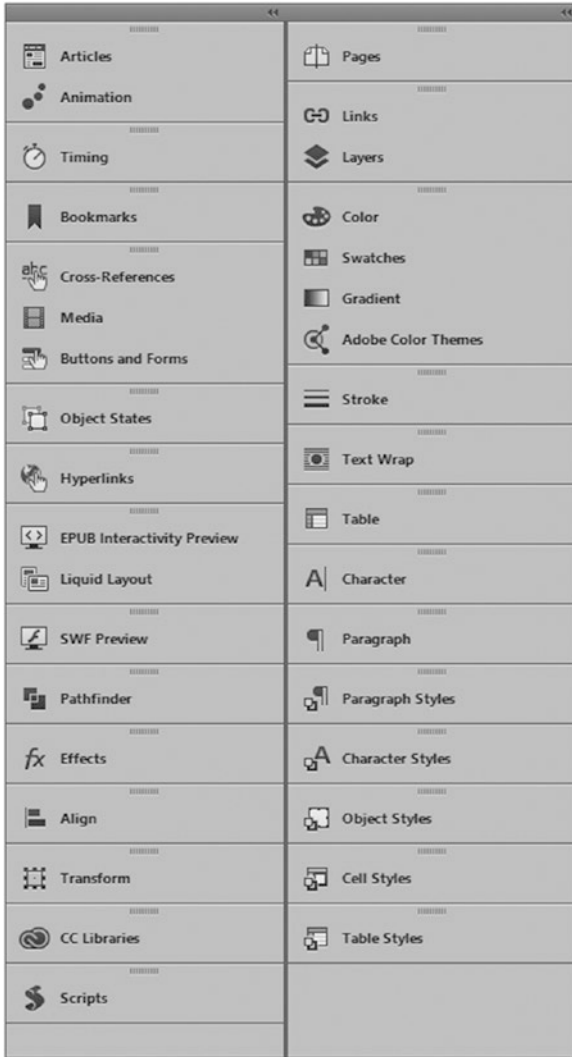 Articles
Animation
Timing
Bookmarks
Cross-References
Media
Buttons and Forms
Object States
Hyperlinks
EPUB Interactivity Preview
Liquid Layout
SWF Preview
Pathfinder
Effects
Align
Transform
CC Libraries
Scripts
Pages
Links
Layers
Color
Swatches
Gradient
Adobe Color Themes
Stroke
Text Wrap
Table
Character
Paragraph
Paragraph Styles
Character Styles
Object Styles
Cell Styles
Table Styles